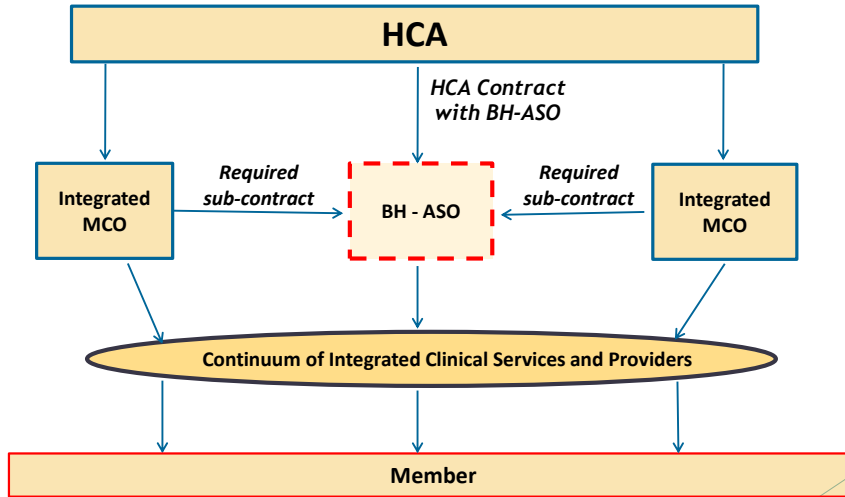 HCA
HCA Contract
with BH-ASO
Integrated
MCO
Required
sub-contract
BH - ASO
Required
sub-contract
Integrated
MCO
Continuum of Integrated Clinical Services and Providers
Member